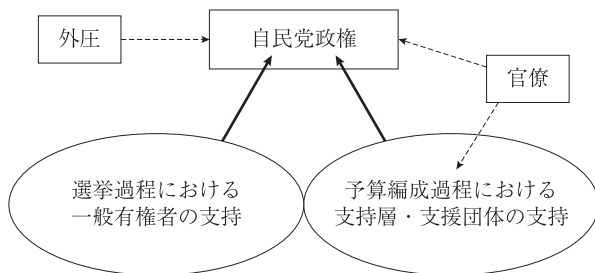 外圧
自民党政権
官僚
選挙過程における
一般有権者の支持
予算編成過程における
支持層・支援団体の支持